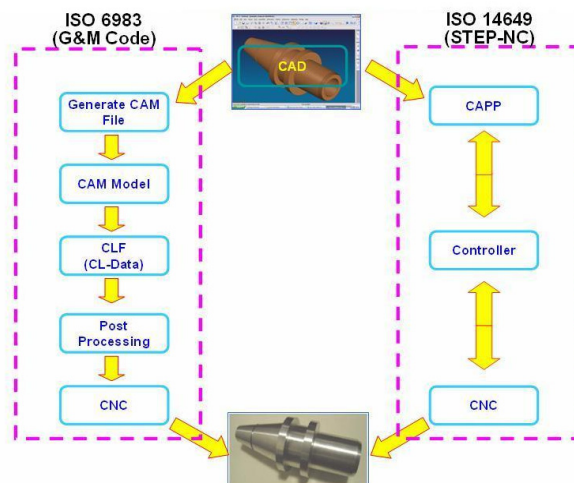 ISO 6983
(G&M Code)
Generate CAM
File
CAM Model
CLF
(CL-Data)
Post
Processing
CNC
CAD
ISO 14649
(STEP-NC)
CAPP
Controller
CNC